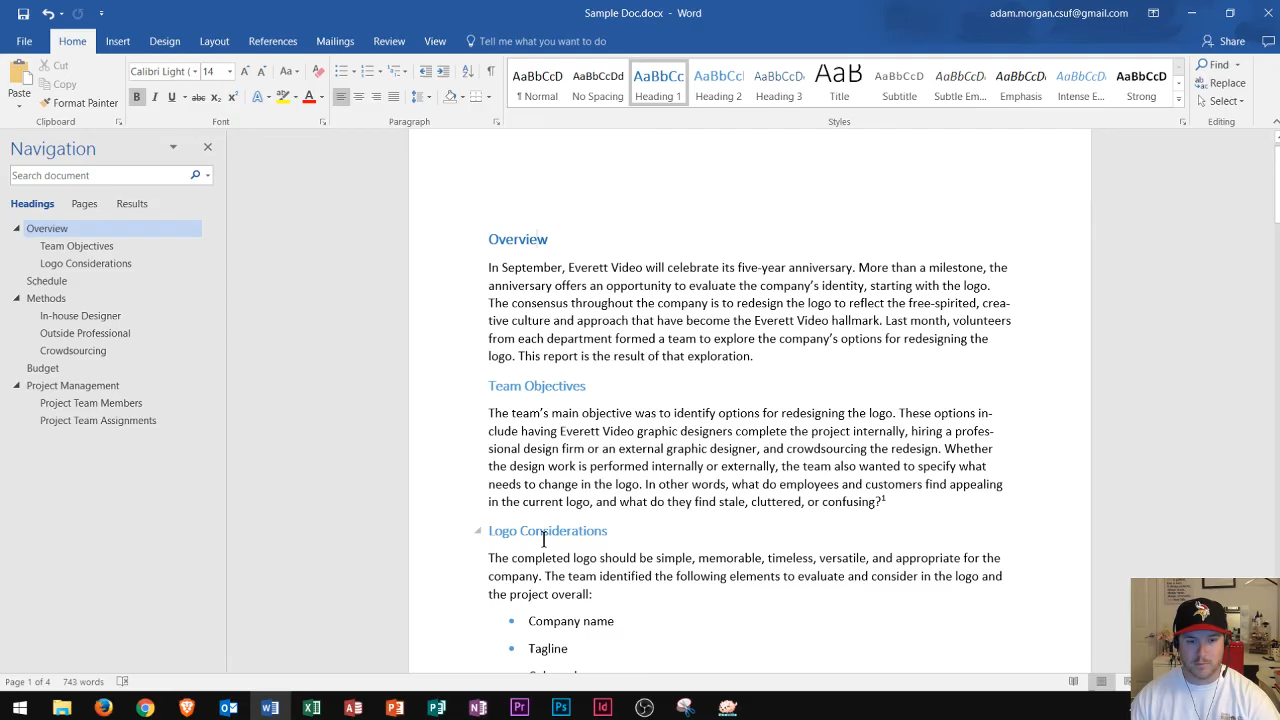 Sample Doc.docx - Word
adam.morgan.csuf@gmail.com
File Home Insert Design Layout References Mailings Review View Tell me what you want to do Share
Paste
Cut
Copy
Format Painter
Calibri Light ( 14
AaBbCcD AaBbCcDd AaBbCc AaBbCc AaBbCcD AaB AaBbCcD AaBbCcD AaBbCcD AaBbCcD AaBbCcD
¶ Normal No Spacing Heading 1 Heading 2 Heading 3 Title Subtitle Subtle Em... Emphasis Intense E... Strong
Find
Replace
Select
Clipboard Font Paragraph Styles Editing
Navigation
Search document
Headings Pages Results
Overview
Team Objectives
Logo Considerations
Schedule
Methods
In-house Designer
Outside Professional
Crowdsourcing
Budget
Project Management
Project Team Members
Project Team Assignments
Overview
In September, Everett Video will celebrate its five-year anniversary. More than a milestone, the
anniversary offers an opportunity to evaluate the company's identity, starting with the logo.
The consensus throughout the company is to redesign the logo to reflect the free-spirited, crea-
tive culture and approach that have become the Everett Video hallmark. Last month, volunteers
from each department formed a team to explore the company's options for redesigning the
logo. This report is the result of that exploration.
Team Objectives
The team's main objective was to identify options for redesigning the logo. These options in-
clude having Everett Video graphic designers complete the project internally, hiring a profes-
sional design firm or an external graphic designer, and crowdsourcing the redesign. Whether
the design work is performed internally or externally, the team also wanted to specify what
needs to change in the logo. In other words, what do employees and customers find appealing
in the current logo, and what do they find stale, cluttered, or confusing?1
Logo Considerations
The completed logo should be simple, memorable, timeless, versatile, and appropriate for the
company. The team identified the following elements to evaluate and consider in the logo and
the project overall:
• Company name
• Tagline
Page 1 of 4 743 words